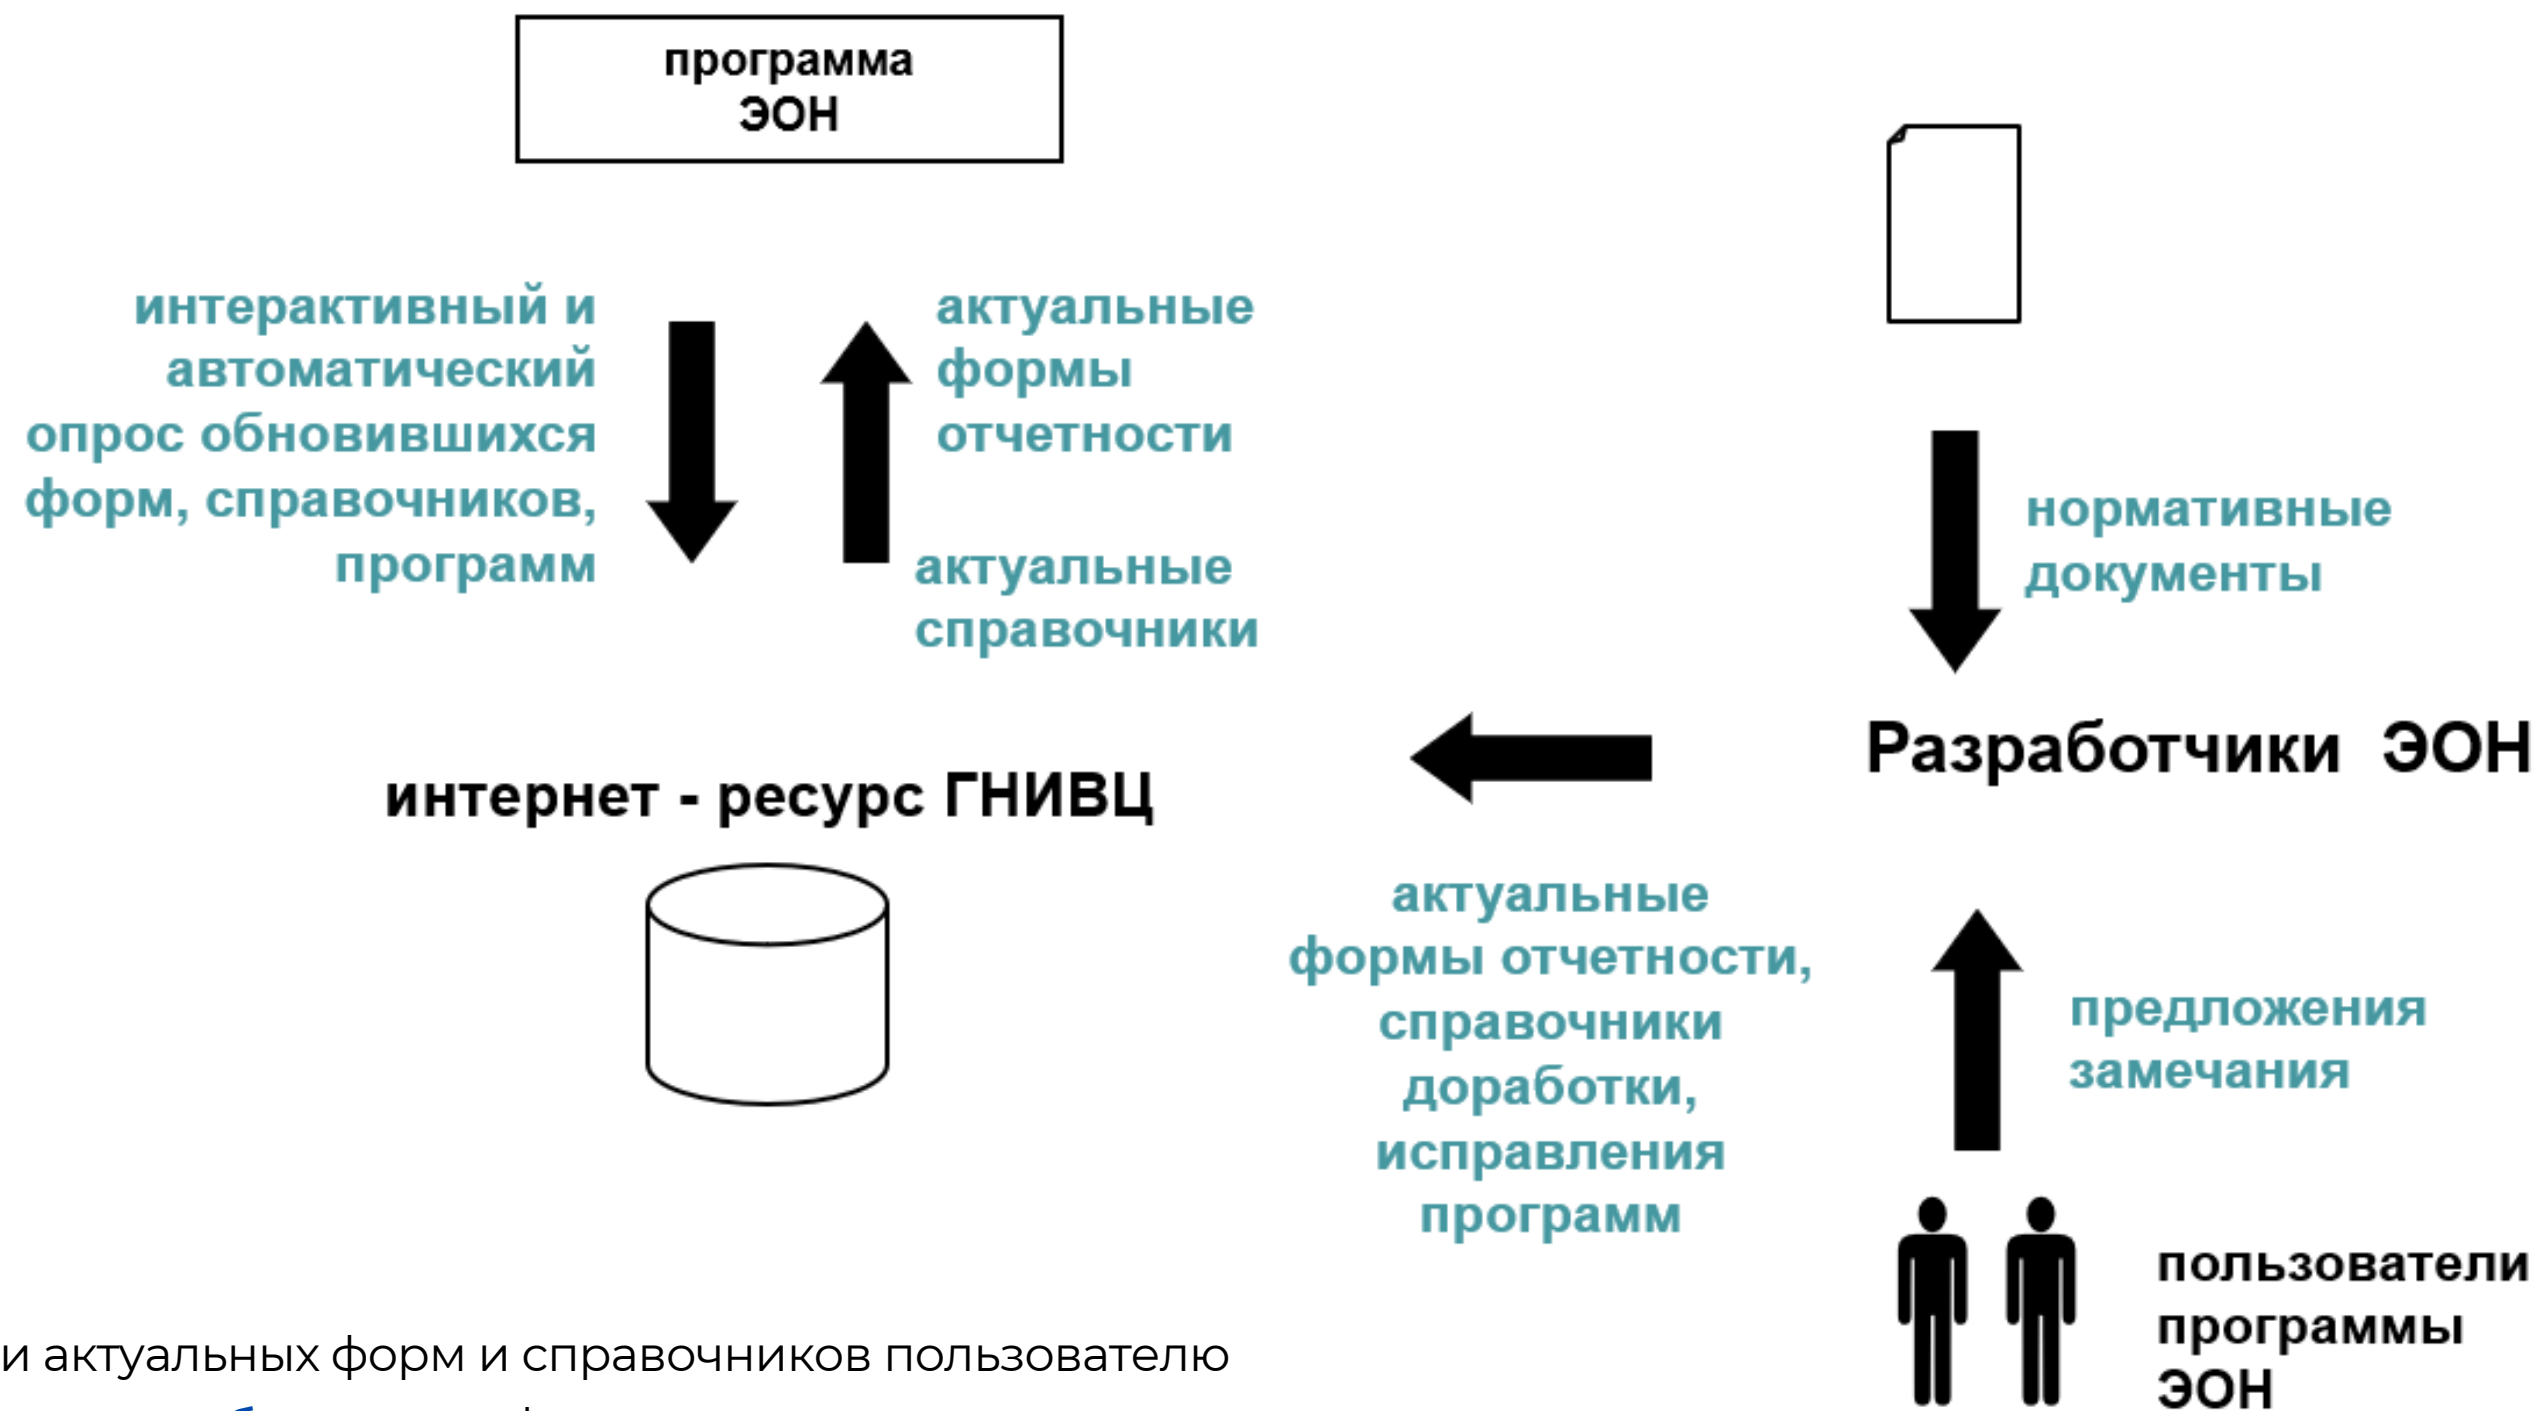 программа
ЭОН
интерактивный и
автоматический
опрос обновившихся
форм, справочников,
программ
актуальные
формы
отчетности
актуальные
справочники
нормативные
документы
Разработчики ЭОН
интернет - ресурс ГНИВЦ
актуальные
формы отчетности,
справочники
доработки,
исправления
программ
предложения
замечания
пользователи
программы
ЭОН
и актуальных форм и справочников пользователю